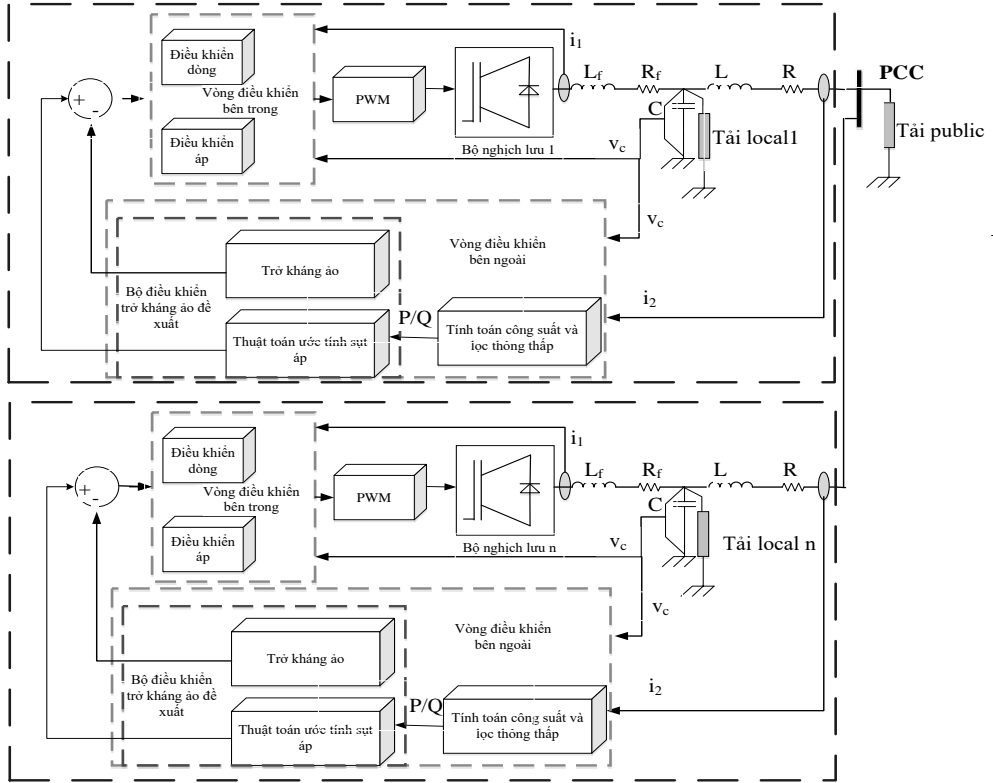 Điều khiển
dòng
Vòng điều khiển
bên trong
Điều khiển
áp
+
-
PWM
Bộ nghịch lưu 1
i1
Lf
Rf
L
R
C
vc
Tải local1
PCC
Tải public
vc
Vòng điều khiển
bên ngoài
Trở kháng ảo
Bộ điều khiển
trở kháng ảo đề
xuất
Thuật toán ước tính sụt
áp
P/Q
Tính toán công suất và
lọc thông thấp
i2
Điều khiển
dòng
Vòng điều khiển
bên trong
Điều khiển
áp
+
-
PWM
Bộ nghịch lưu n
i1
Lf
Rf
L
R
C
vc
Tải local n
vc
Vòng điều khiển
bên ngoài
Trở kháng ảo
Bộ điều khiển
trở kháng ảo đề
xuất
Thuật toán ước tính sụt
áp
P/Q
Tính toán công suất và
lọc thông thấp
i2